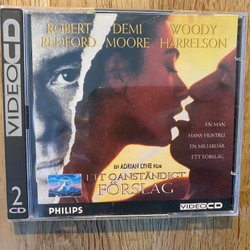 ROBERT REDFORD
DEMI MOORE
WOODY HARRELSON
EN MAN
HANS HUSTRU
EN MILJARDÄR
ETT FÖRSLAG
EN ADRIAN LYNE FILM
ETT OANSTÄNDIGT
FÖRSLAG
PHILIPS
VIDEO CD
VIDEO CD
2
CD